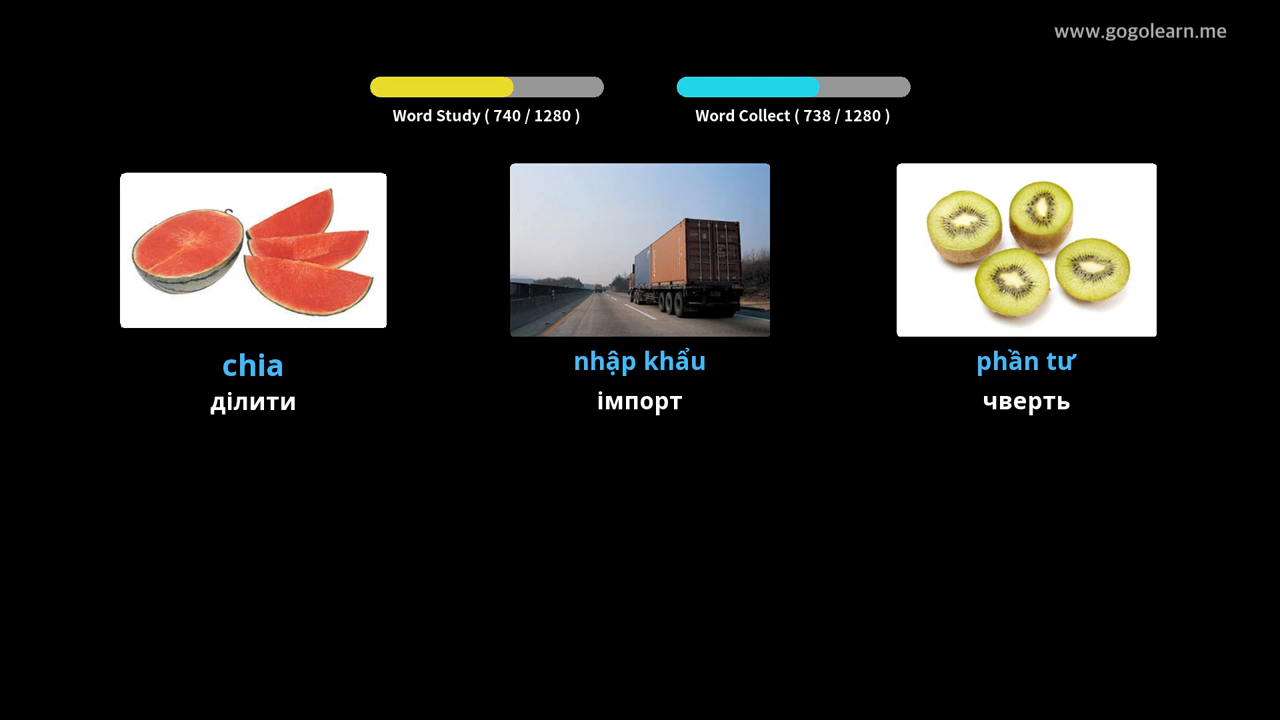 www.gogolearn.me
Word Study ( 740 / 1280 )
Word Collect ( 738 / 1280 )
chia
nhập khẩu
phần tư
ділити
імпорт
чверть